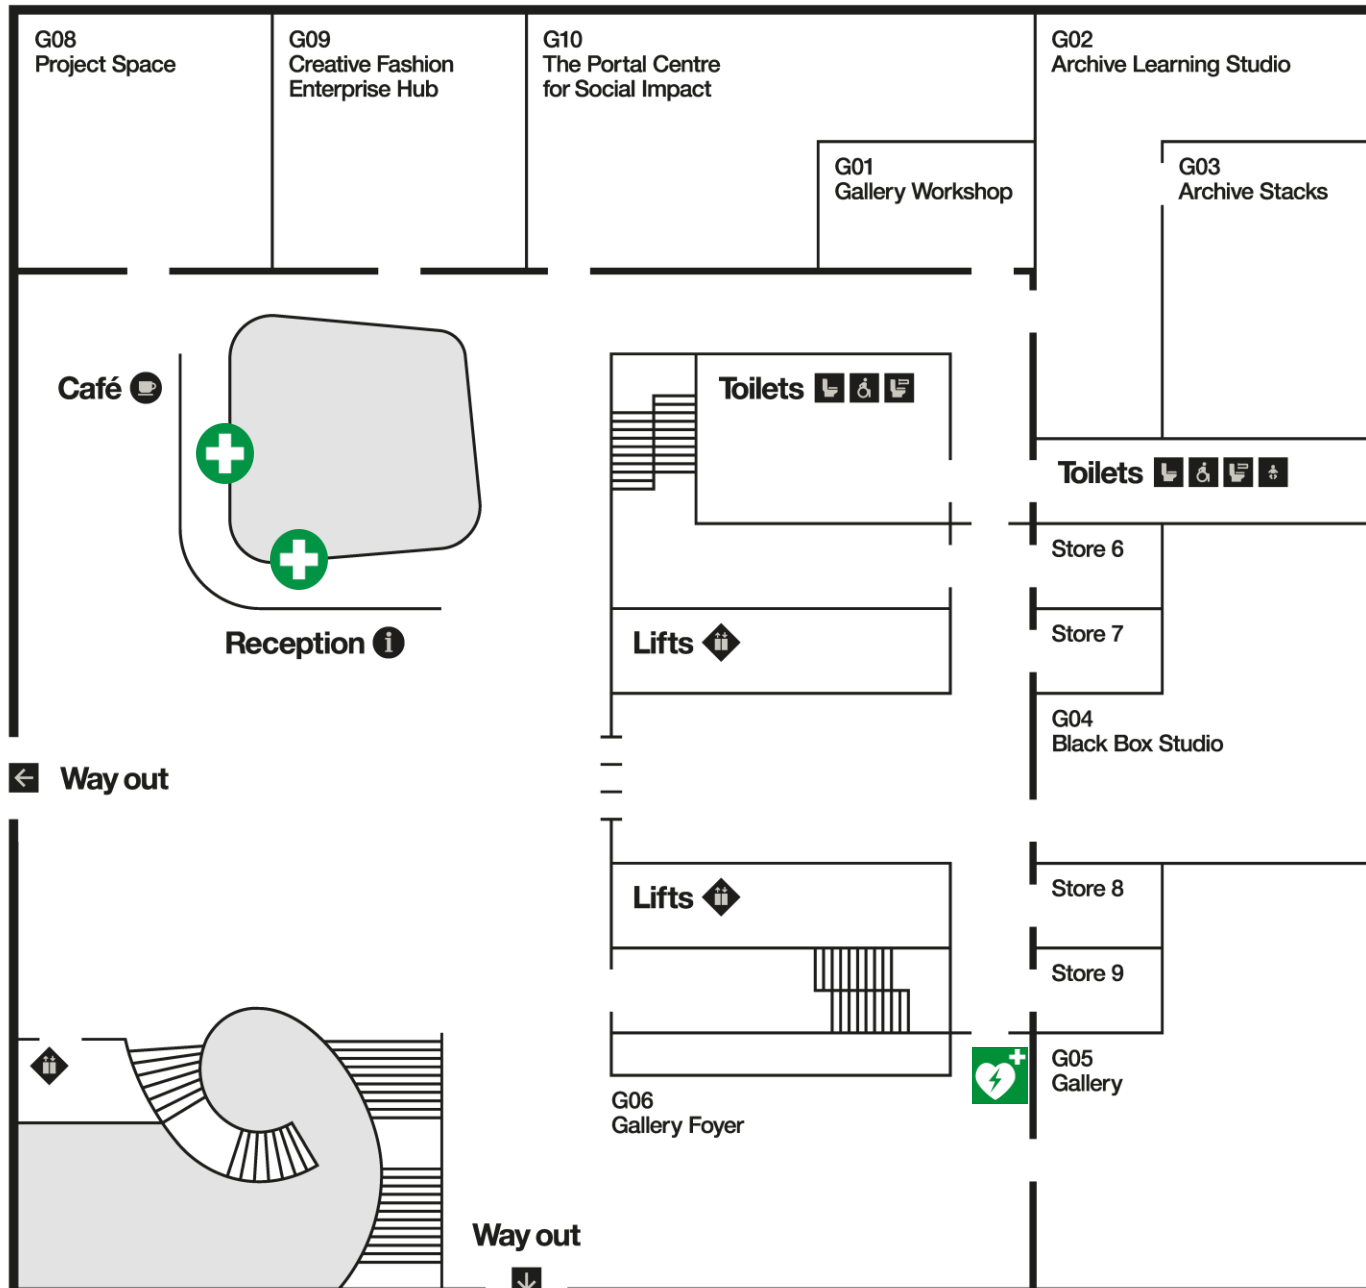 G08
Project Space
G09
Creative Fashion
Enterprise Hub
G10
The Portal Centre
for Social Impact
G02
Archive Learning Studio
G01
Gallery Workshop
G03
Archive Stacks
Café
Toilets
Toilets
Store 6
Reception
Lifts
Store 7
G04
Black Box Studio
Way out
Lifts
Store 8
Store 9
G05
Gallery
G06
Gallery Foyer
Way out